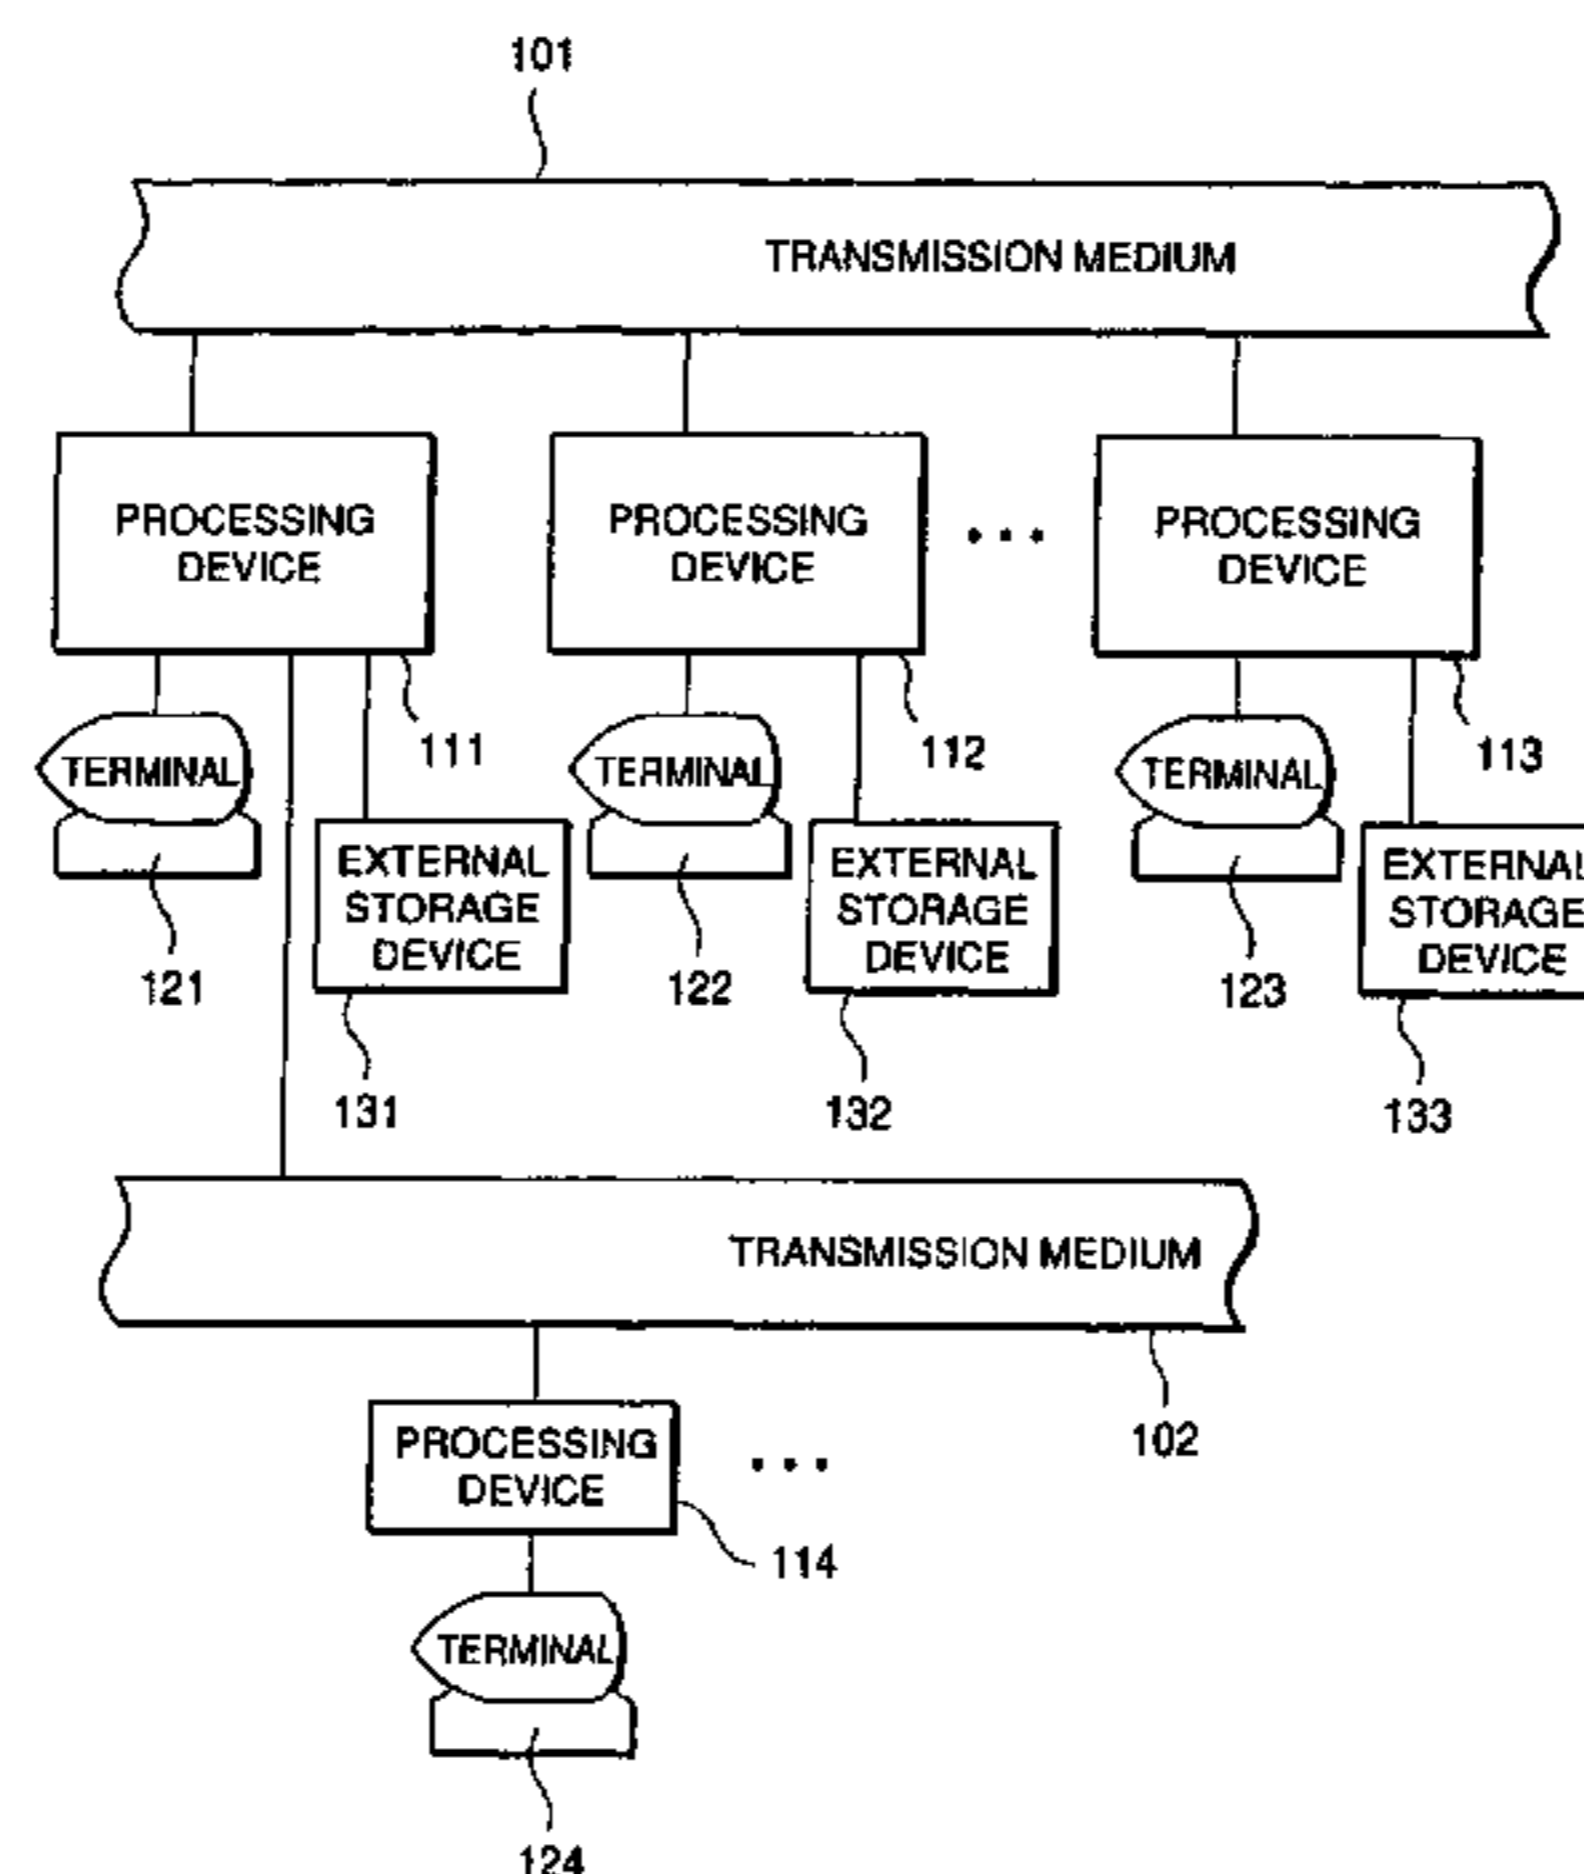 101
TRANSMISSION MEDIUM
PROCESSING
DEVICE
PROCESSING
DEVICE
...
PROCESSING
DEVICE
111
112
113
TERMINAL
TERMINAL
TERMINAL
EXTERNAL
STORAGE
DEVICE
EXTERNAL
STORAGE
DEVICE
EXTERNAL
STORAGE
DEVICE
121
122
123
131
132
133
TRANSMISSION MEDIUM
102
PROCESSING
DEVICE
...
114
TERMINAL
124